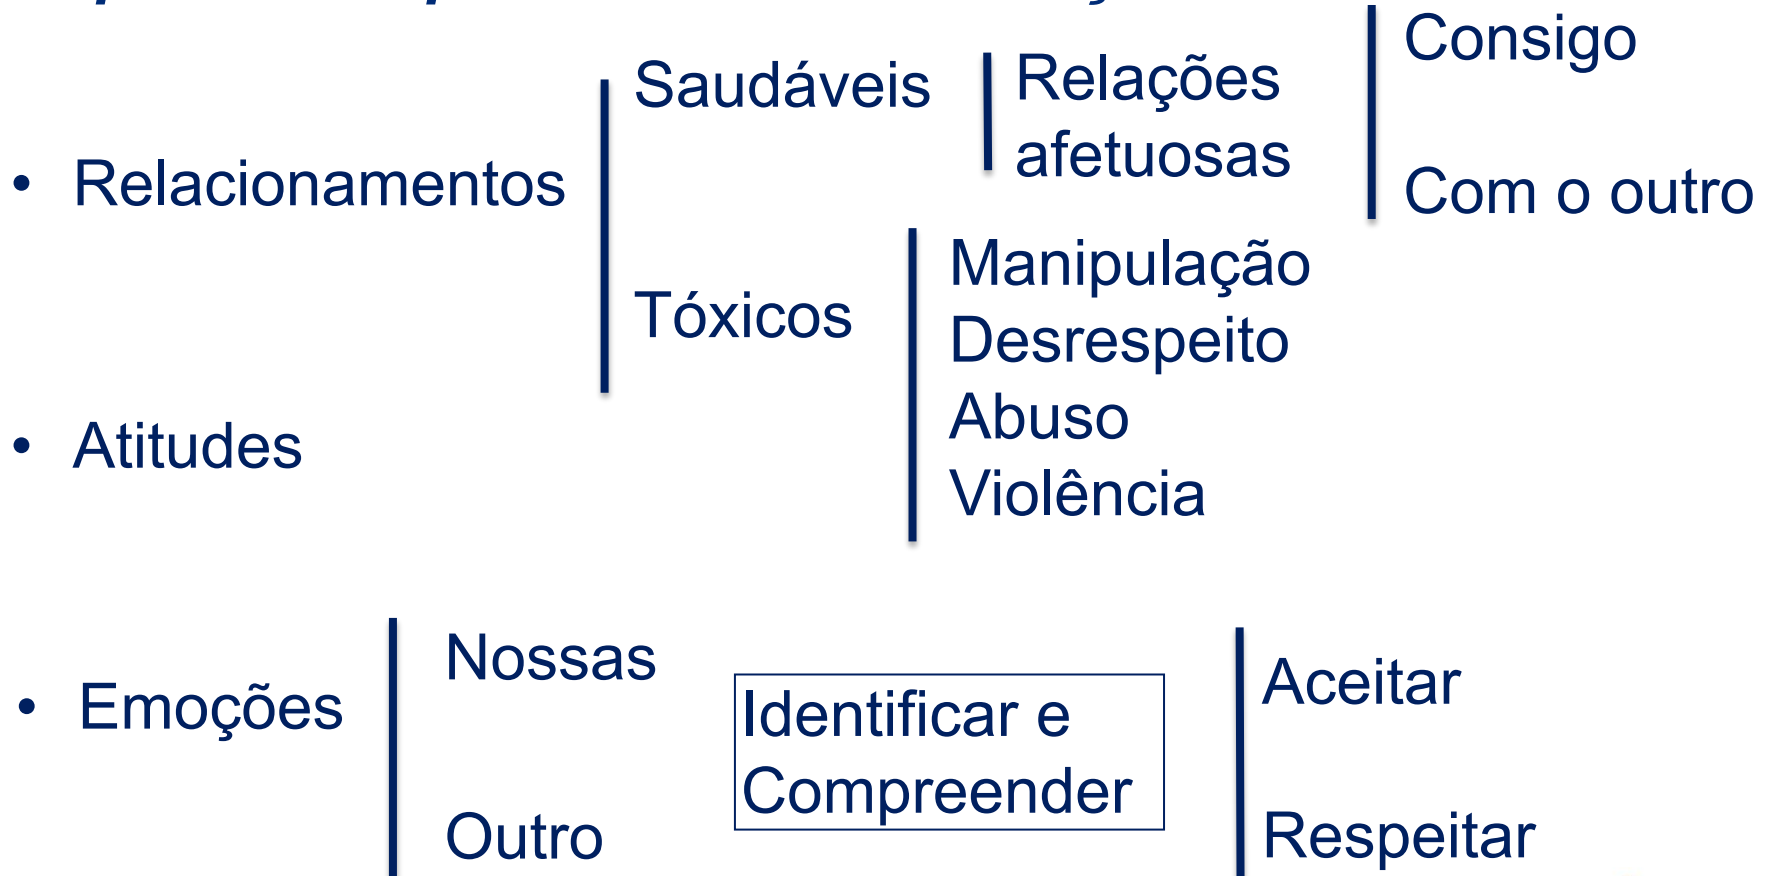 Consigo
Saudáveis
Relações
afetuosas
• Relacionamentos
Com o outro
Tóxicos
Manipulação
Desrespeito
Abuso
Violência
• Atitudes
• Emoções
Nossas
Outro
Identificar e
Compreender
Aceitar
Respeitar